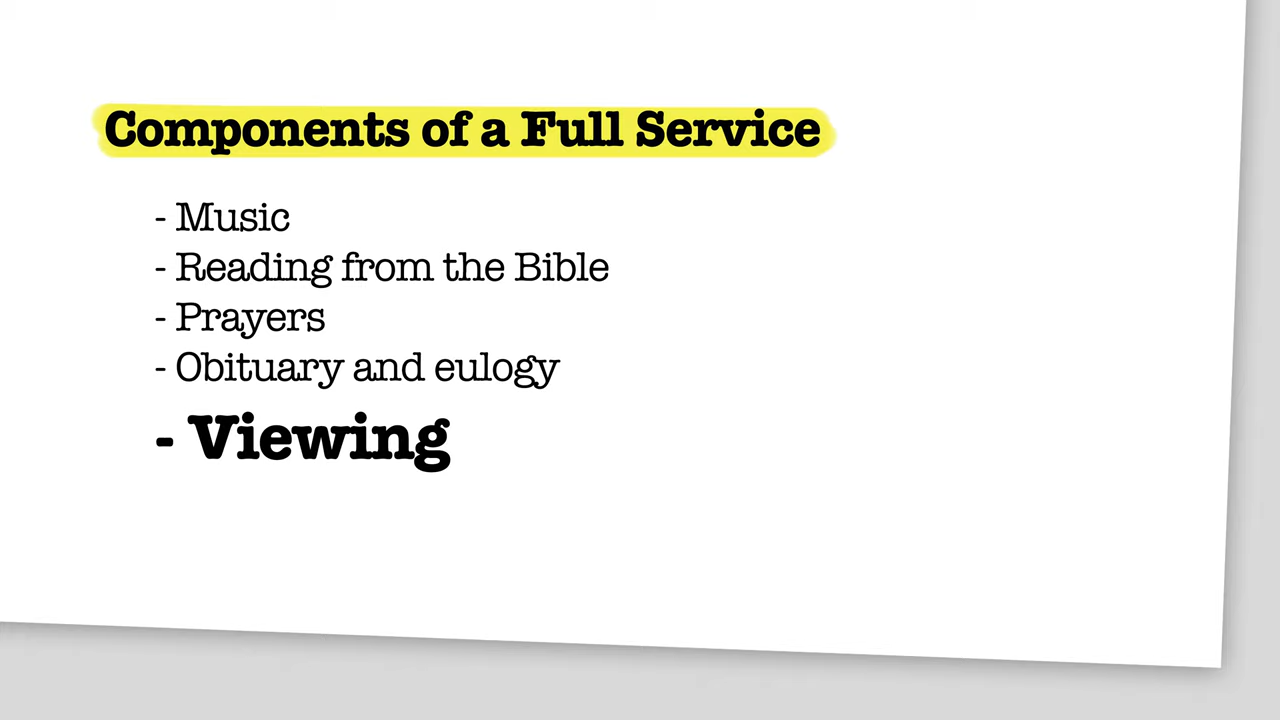 Components of a Full Service
- Music
- Reading from the Bible
- Prayers
- Obituary and eulogy
- Viewing